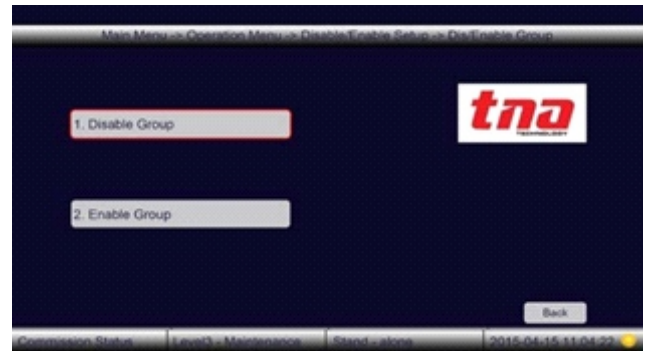 Main Menu -> Operation Menu -> Disable/Enable Setup -> Dis/Enable Group
tna
TECHNOLOGY
1. Disable Group
2. Enable Group
Back
Commission Status
Level3 - Maintenance
Stand - alone
2015-04-15 11:04:22